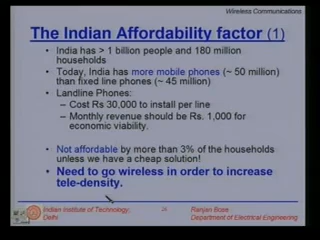 Wireless Communications
The Indian Affordability factor (1)
• India has > 1 billion people and 180 million
households
• Today, India has more mobile phones (~ 50 million)
than fixed line phones (~ 45 million)
• Landline Phones:
– Cost Rs 30,000 to install per line
– Monthly revenue should be Rs. 1,000 for
economic viability.
• Not affordable by more than 3% of the households
unless we have a cheap solution!
• Need to go wireless in order to increase
tele-density.
Indian Institute of Technology,
Delhi
Ranjan Bose
Department of Electrical Engineering